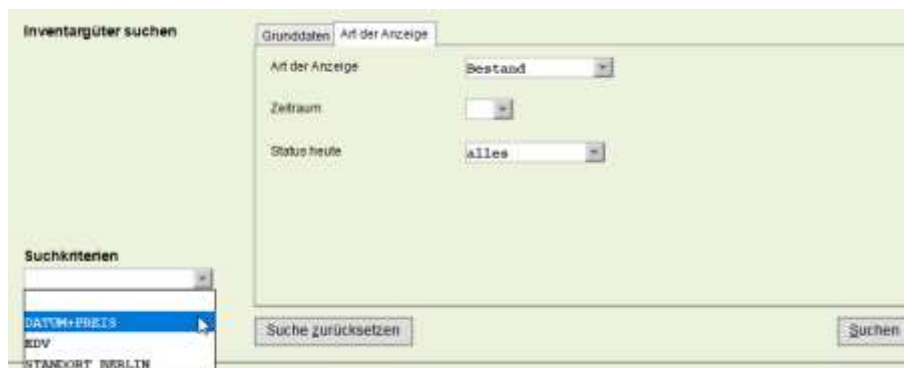 Inventargüter suchen
Grunddaten Art der Anzeige
Art der Anzeige Bestand
Zeitraum
Status heute alles
Suchkriterien
DATUM+PREIS
EDV
STANDORT BERLIN
Suche zurücksetzen Suchen